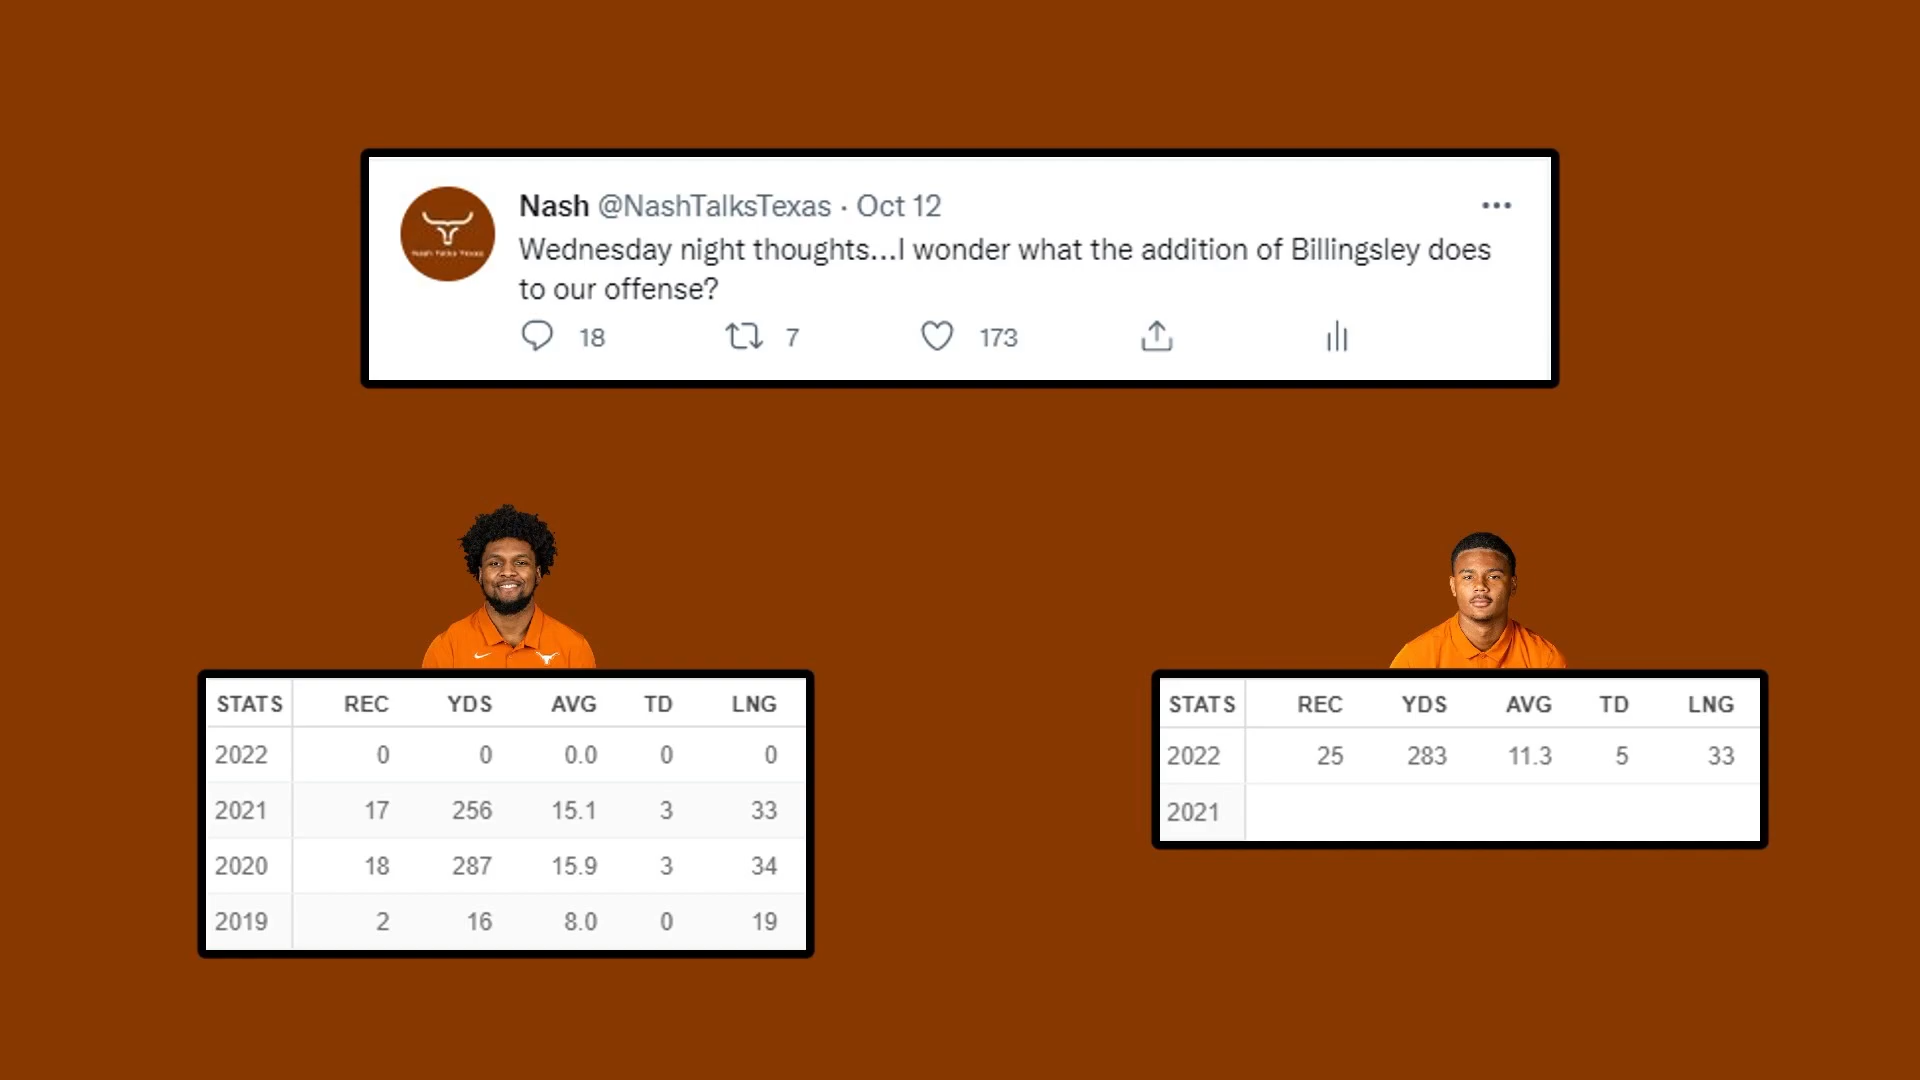 Nash @NashTalksTexas · Oct 12
Wednesday night thoughts...I wonder what the addition of Billingsley does
to our offense?
18 7 173
Nash Talks Texas
STATS REC YDS AVG TD LNG
2022 0 0 0.0 0 0
2021 17 256 15.1 3 33
2020 18 287 15.9 3 34
2019 2 16 8.0 0 19
STATS REC YDS AVG TD LNG
2022 25 283 11.3 5 33
2021